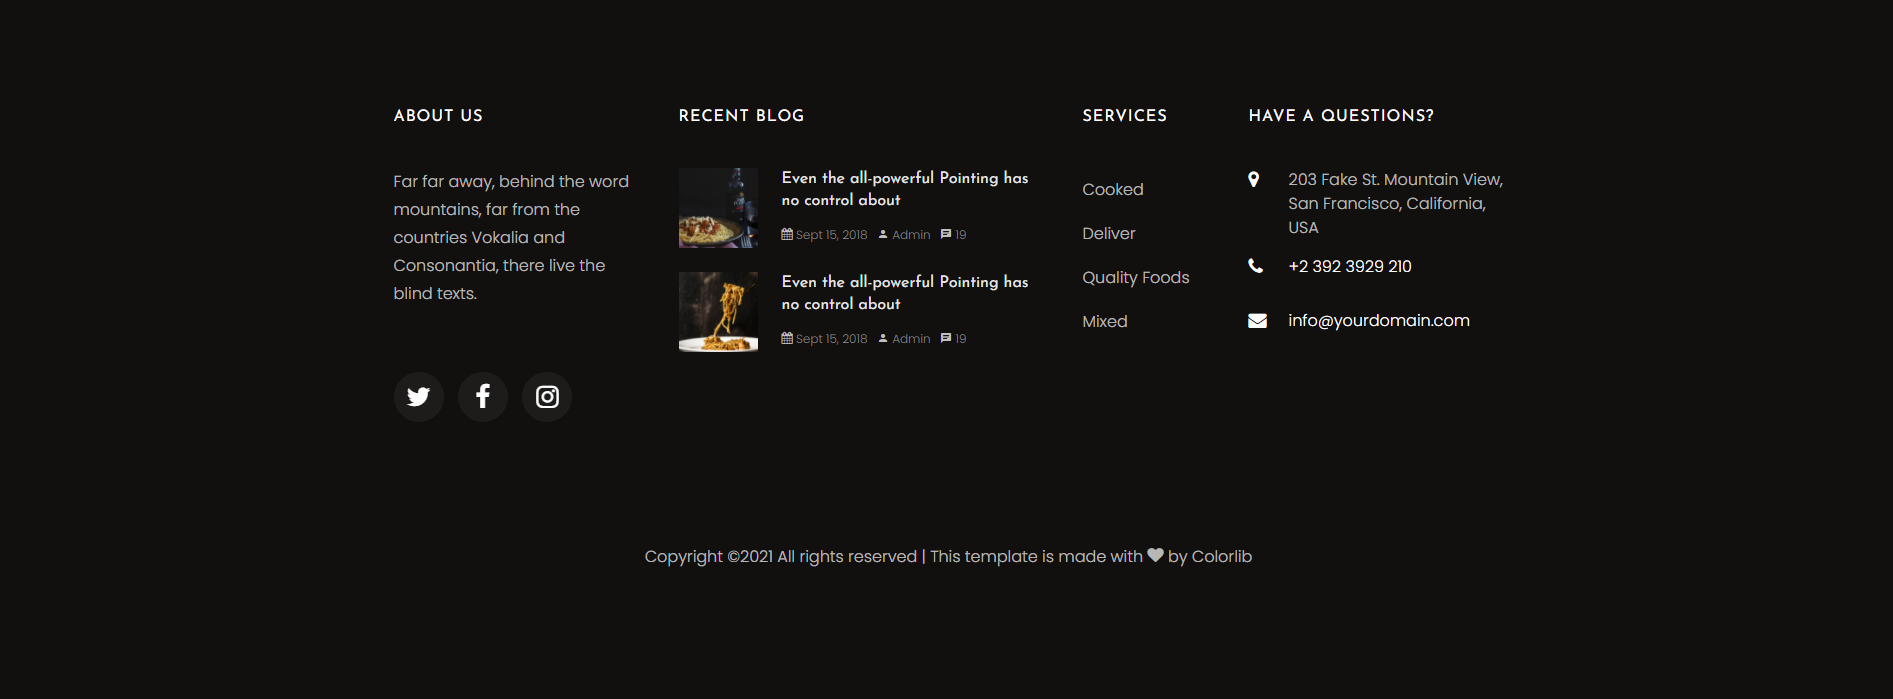 ABOUT US
Far far away, behind the word
mountains, far from the
countries Vokalia and
Consonantia, there live the
blind texts.
RECENT BLOG
Even the all-powerful Pointing has
no control about
Sept 15, 2018 Admin 19
Even the all-powerful Pointing has
no control about
Sept 15, 2018 Admin 19
SERVICES
Cooked
Deliver
Quality Foods
Mixed
HAVE A QUESTIONS?
203 Fake St. Mountain View,
San Francisco, California,
USA
+2 392 3929 210
info@yourdomain.com
Copyright ©2021 All rights reserved | This template is made with ♥ by Colorlib